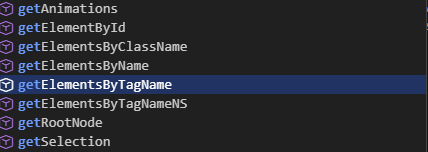 getAnimations
getElementById
getElementsByClassName
getElementsByName
getElementsByTagName
getElementsByTagNameNS
getRootNode
getSelection